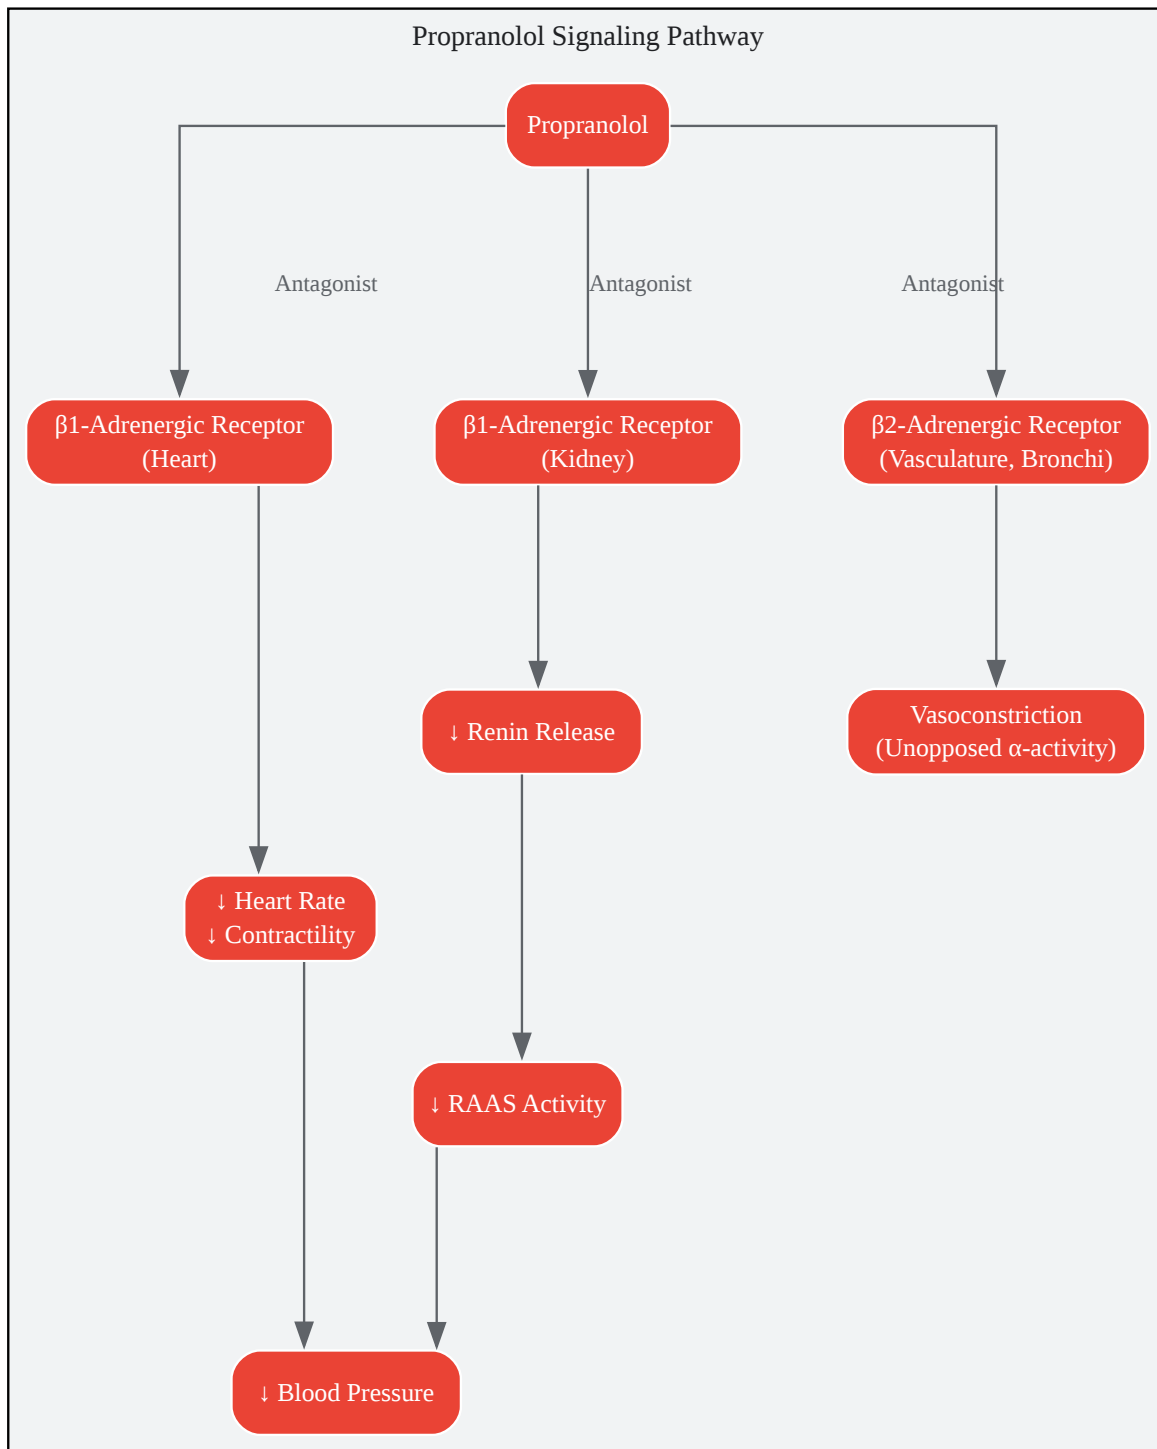 Propranolol Signaling Pathway
Propranolol
Antagonist
Antagonist
Antagonist
β1-Adrenergic Receptor
(Heart)
β1-Adrenergic Receptor
(Kidney)
β2-Adrenergic Receptor
(Vasculature, Bronchi)
↓ Renin Release
Vasoconstriction
(Unopposed α-activity)
↓ Heart Rate
↓ Contractility
↓ RAAS Activity
↓ Blood Pressure